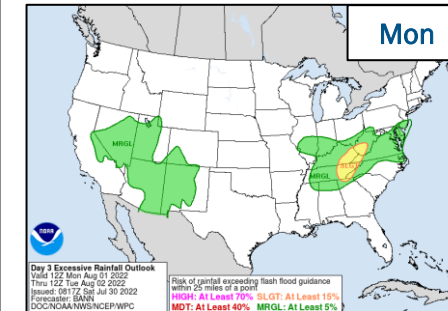 Mon
MRGL
SLGT
MRGL
NOAA
Day 3 Excessive Rainfall Outlook
Valid 12Z Mon Aug 01 2022
Thru 12Z Tue Aug 02 2022
Issued: 0817Z Sat Jul 30 2022
Forecaster: BANN
DOC/NOAA/NWS/NCEP/WPC
Risk of rainfall exceeding flash flood guidance
within 25 miles of a point
HIGH: At Least 70% SLGT: At Least 15%
MDT: At Least 40% MRGL: At Least 5%